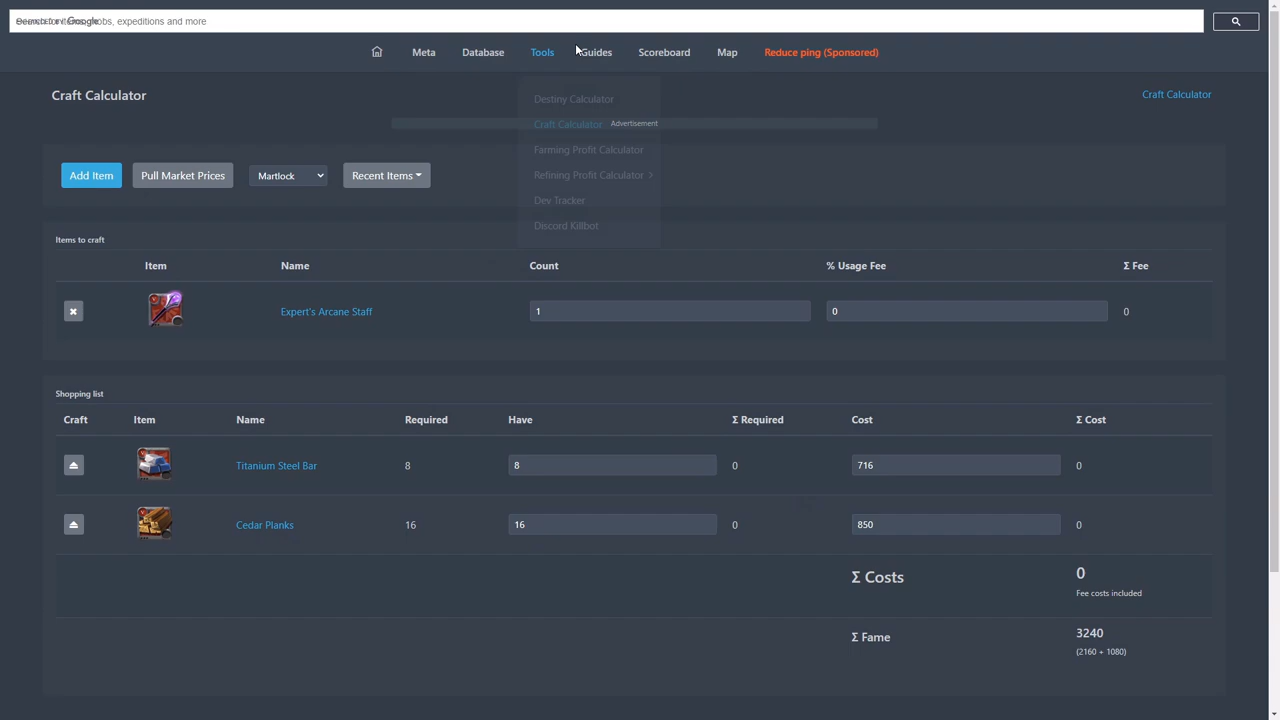 Search for items, mobs, expeditions and more
Meta
Database
Tools
Guides
Scoreboard
Map
Reduce ping (Sponsored)
Craft Calculator
Craft Calculator
Destiny Calculator
Craft Calculator
Advertisement
Farming Profit Calculator
Refining Profit Calculator
Dev Tracker
Discord Killbot
Add Item
Pull Market Prices
Martlock
Recent Items
Items to craft
Item Name Count % Usage Fee Σ Fee
Expert's Arcane Staff 1 0 0
Shopping list
Craft Item Name Required Have Σ Required Cost Σ Cost
Titanium Steel Bar 8 8 0 716 0
Cedar Planks 16 16 0 850 0
Σ Costs 0
Fee costs included
Σ Fame 3240
(2160 + 1080)